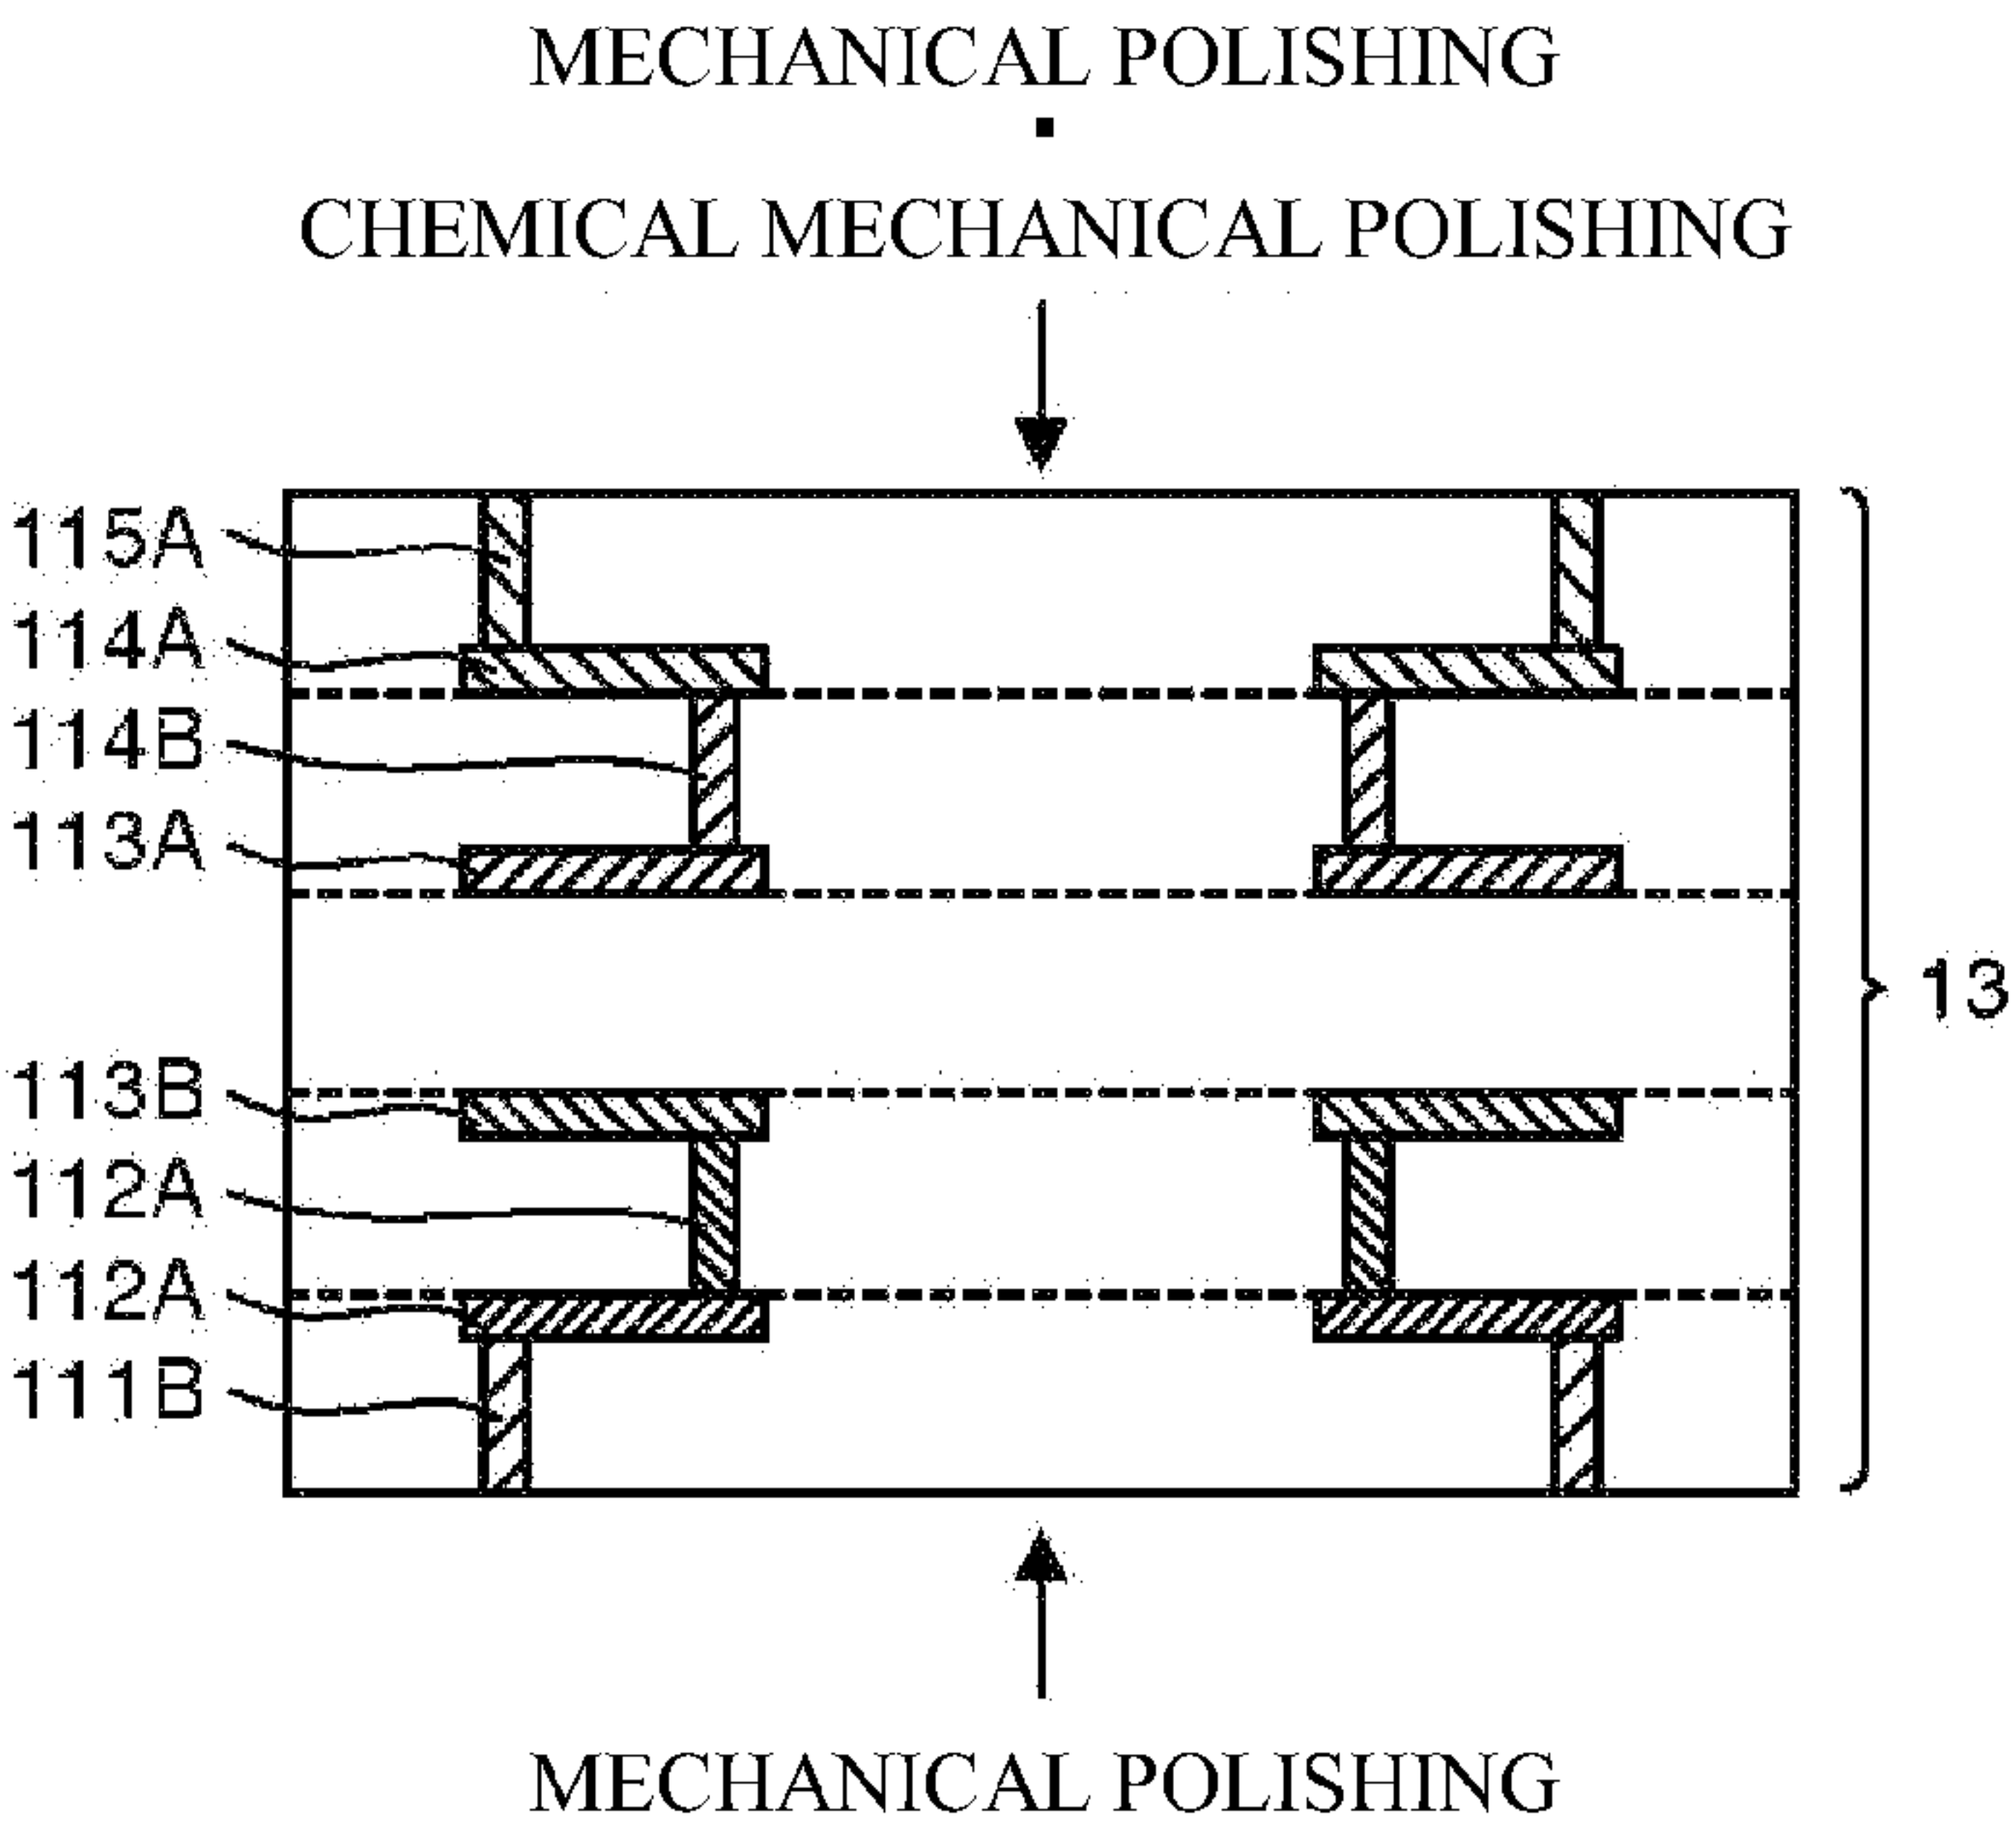 MECHANICAL POLISHING
.
CHEMICAL MECHANICAL POLISHING
115A
114A
114B
113A
13
113B
112A
112A
111B
MECHANICAL POLISHING